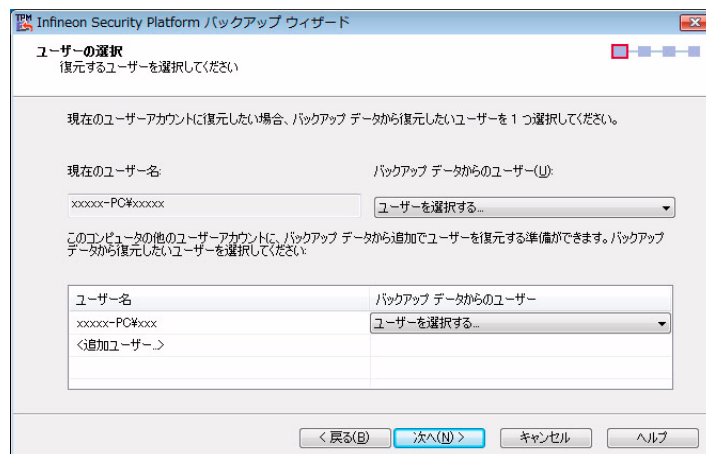 TPM
Infineon Security Platform バックアップ ウィザード
ユーザーの選択
復元するユーザーを選択してください
現在のユーザーアカウントに復元したい場合、バックアップ データから復元したいユーザーを 1 つ選択してください。
現在のユーザー名:
バックアップ データからのユーザー(U):
xxxxx-PC¥xxxxx
ユーザーを選択する...
このコンピュータの他のユーザーアカウントに、バックアップ データから追加でユーザーを復元する準備ができます。バックアップ
データから復元したいユーザーを選択してください:
ユーザー名
バックアップ データからのユーザー
xxxxx-PC¥xxx
ユーザーを選択する...
<追加ユーザー...>
< 戻る(B)
次へ(N) >
キャンセル
ヘルプ